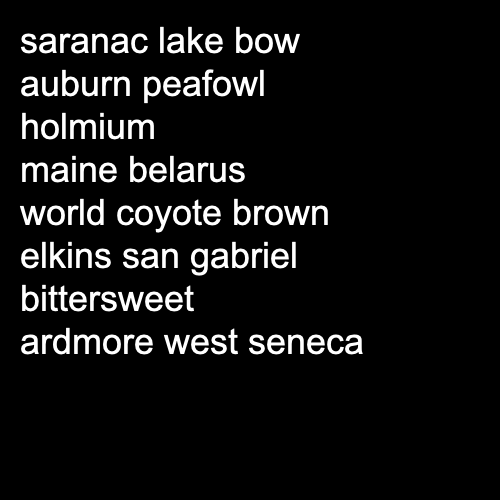 saranac lake bow
auburn peafowl
holmium
maine belarus
world coyote brown
elkins san gabriel
bittersweet
ardmore west seneca